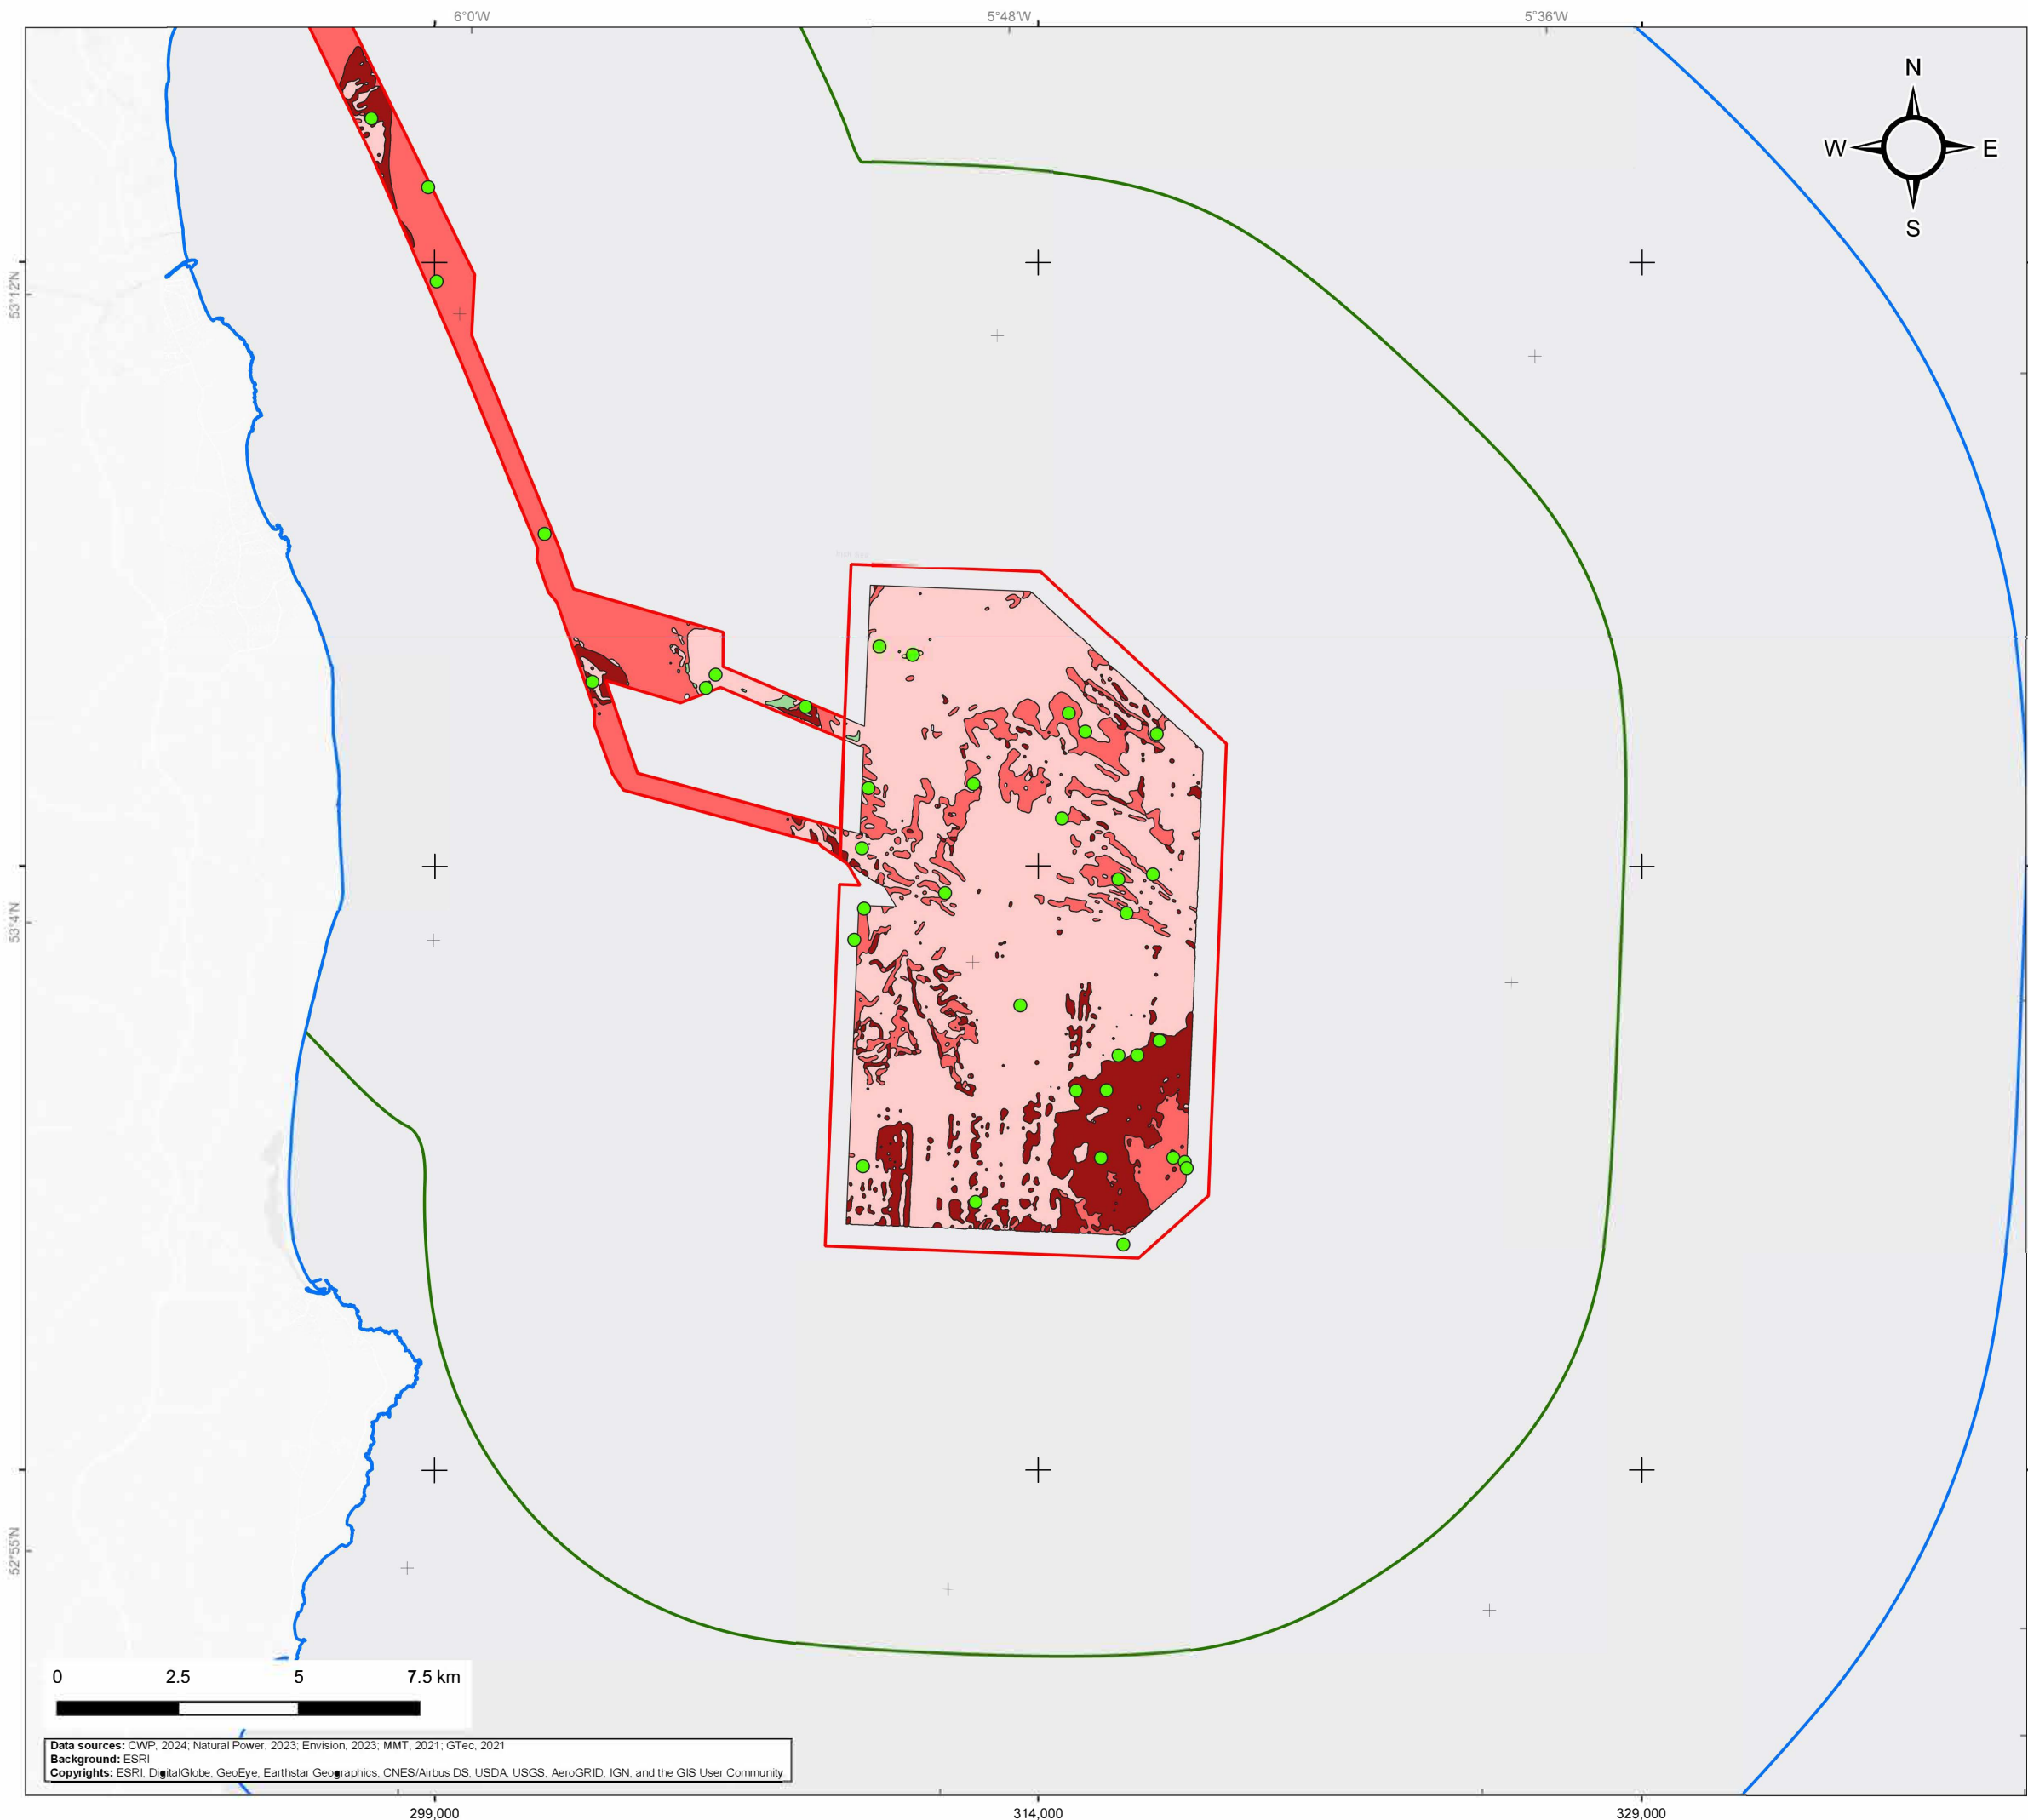 6°0'W 5°48'W 5°36'W
N
W E
S
53°12'N
53°4'N
52°55'N
0 2.5 5 7.5 km
Data sources: CWP, 2024; Natural Power, 2023; Envision, 2023; MMT, 2021; GTec, 2021
Background: ESRI
Copyrights: ESRI, DigitalGlobe, GeoEye, Earthstar Geographics, CNES/Airbus DS, USDA, USGS, AeroGRID, IGN, and the GIS User Community
299,000 314,000 329,000